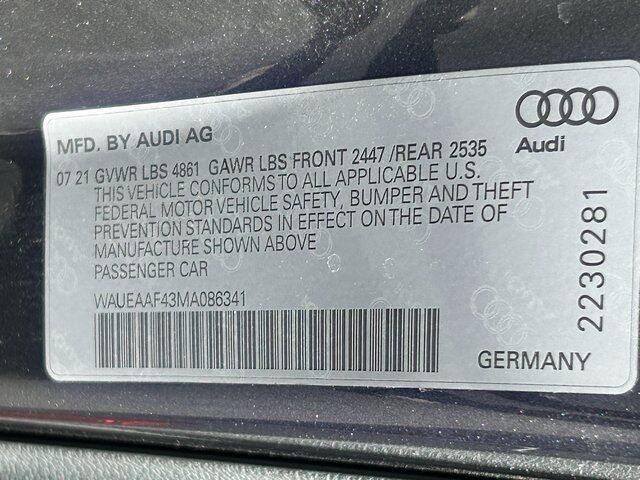 MFD. BY AUDI AG
07 21 GVWR LBS 4861 GAWR LBS FRONT 2447 /REAR 2535
THIS VEHICLE CONFORMS TO ALL APPLICABLE U.S.
FEDERAL MOTOR VEHICLE SAFETY, BUMPER AND THEFT
PREVENTION STANDARDS IN EFFECT ON THE DATE OF
MANUFACTURE SHOWN ABOVE
PASSENGER CAR
WAUEAAF43MA086341
Audi
2230281
GERMANY